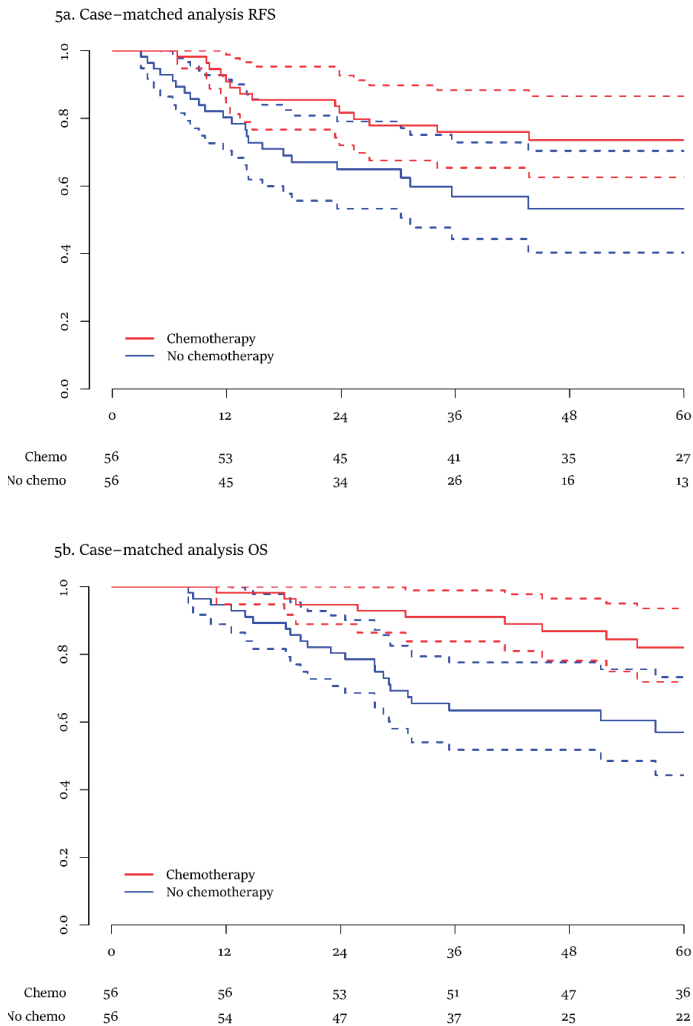 5a. Case–matched analysis RFS
1.0
0.8
0.6
0.4
0.2
0.0
Chemotherapy
No chemotherapy
0 12 24 36 48 60
Chemo 56 53 45 41 35 27
No chemo 56 45 34 26 16 13
5b. Case–matched analysis OS
1.0
0.8
0.6
0.4
0.2
0.0
Chemotherapy
No chemotherapy
0 12 24 36 48 60
Chemo 56 56 53 51 47 36
No chemo 56 54 47 37 25 22